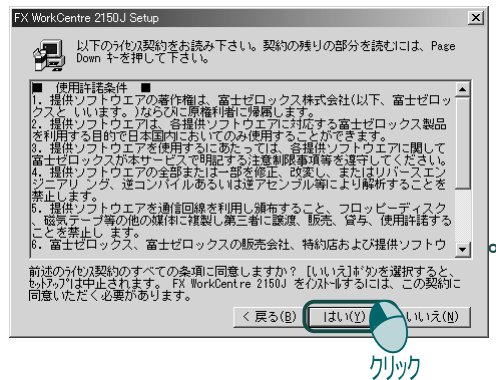 FX WorkCentre 2150J Setup
以下のﾗｲｾﾝｽ契約をお読み下さい。契約の残りの部分を読むには、Page
Down ｷｰを押して下さい。
■ 使用許諾条件 ■
1. 提供ソフトウエアの著作権は、富士ゼロックス株式会社(以下、富士ゼロッ
クスと いいます。)ならびに原権利者に帰属します。
2. 提供ソフトウエアは、各提供ソフトウエアに対応する富士ゼロックス製品
を利用する目的で日本国内においてのみ使用することができます。
3. 提供ソフトウエアを使用するにあたっては、各提供ソフトウエアに関して
富士ゼロックスが本サービスで明記する注意制限事項等を遵守してください。
4. 提供ソフトウエアの全部または一部を修正、改変し、またはリバースエン
ジニアリ ング、逆コンパイルあるいは逆アセンブル等により解析することを
禁止します。
5. 提供ソフトウエアを通信回線を利用し頒布すること、フロッピーディスク
、磁気テープ等の他の媒体に複製し第三者に譲渡、販売、貸与、使用許諾する
ことを禁止し ます。
6. 富士ゼロックス、富士ゼロックスの販売会社、特約店および提供ソフトウ
前述のﾗｲｾﾝｽ契約のすべての条項に同意しますか? [いいえ]ﾎﾞﾀﾝを選択すると、
ｾｯﾄｱｯﾌﾟは中止されます。 FX WorkCentre 2150J をｲﾝｽﾄｰﾙするには、この契約に
同意いただく必要があります。
< 戻る(B) はい(Y) いいえ(N)
クリック